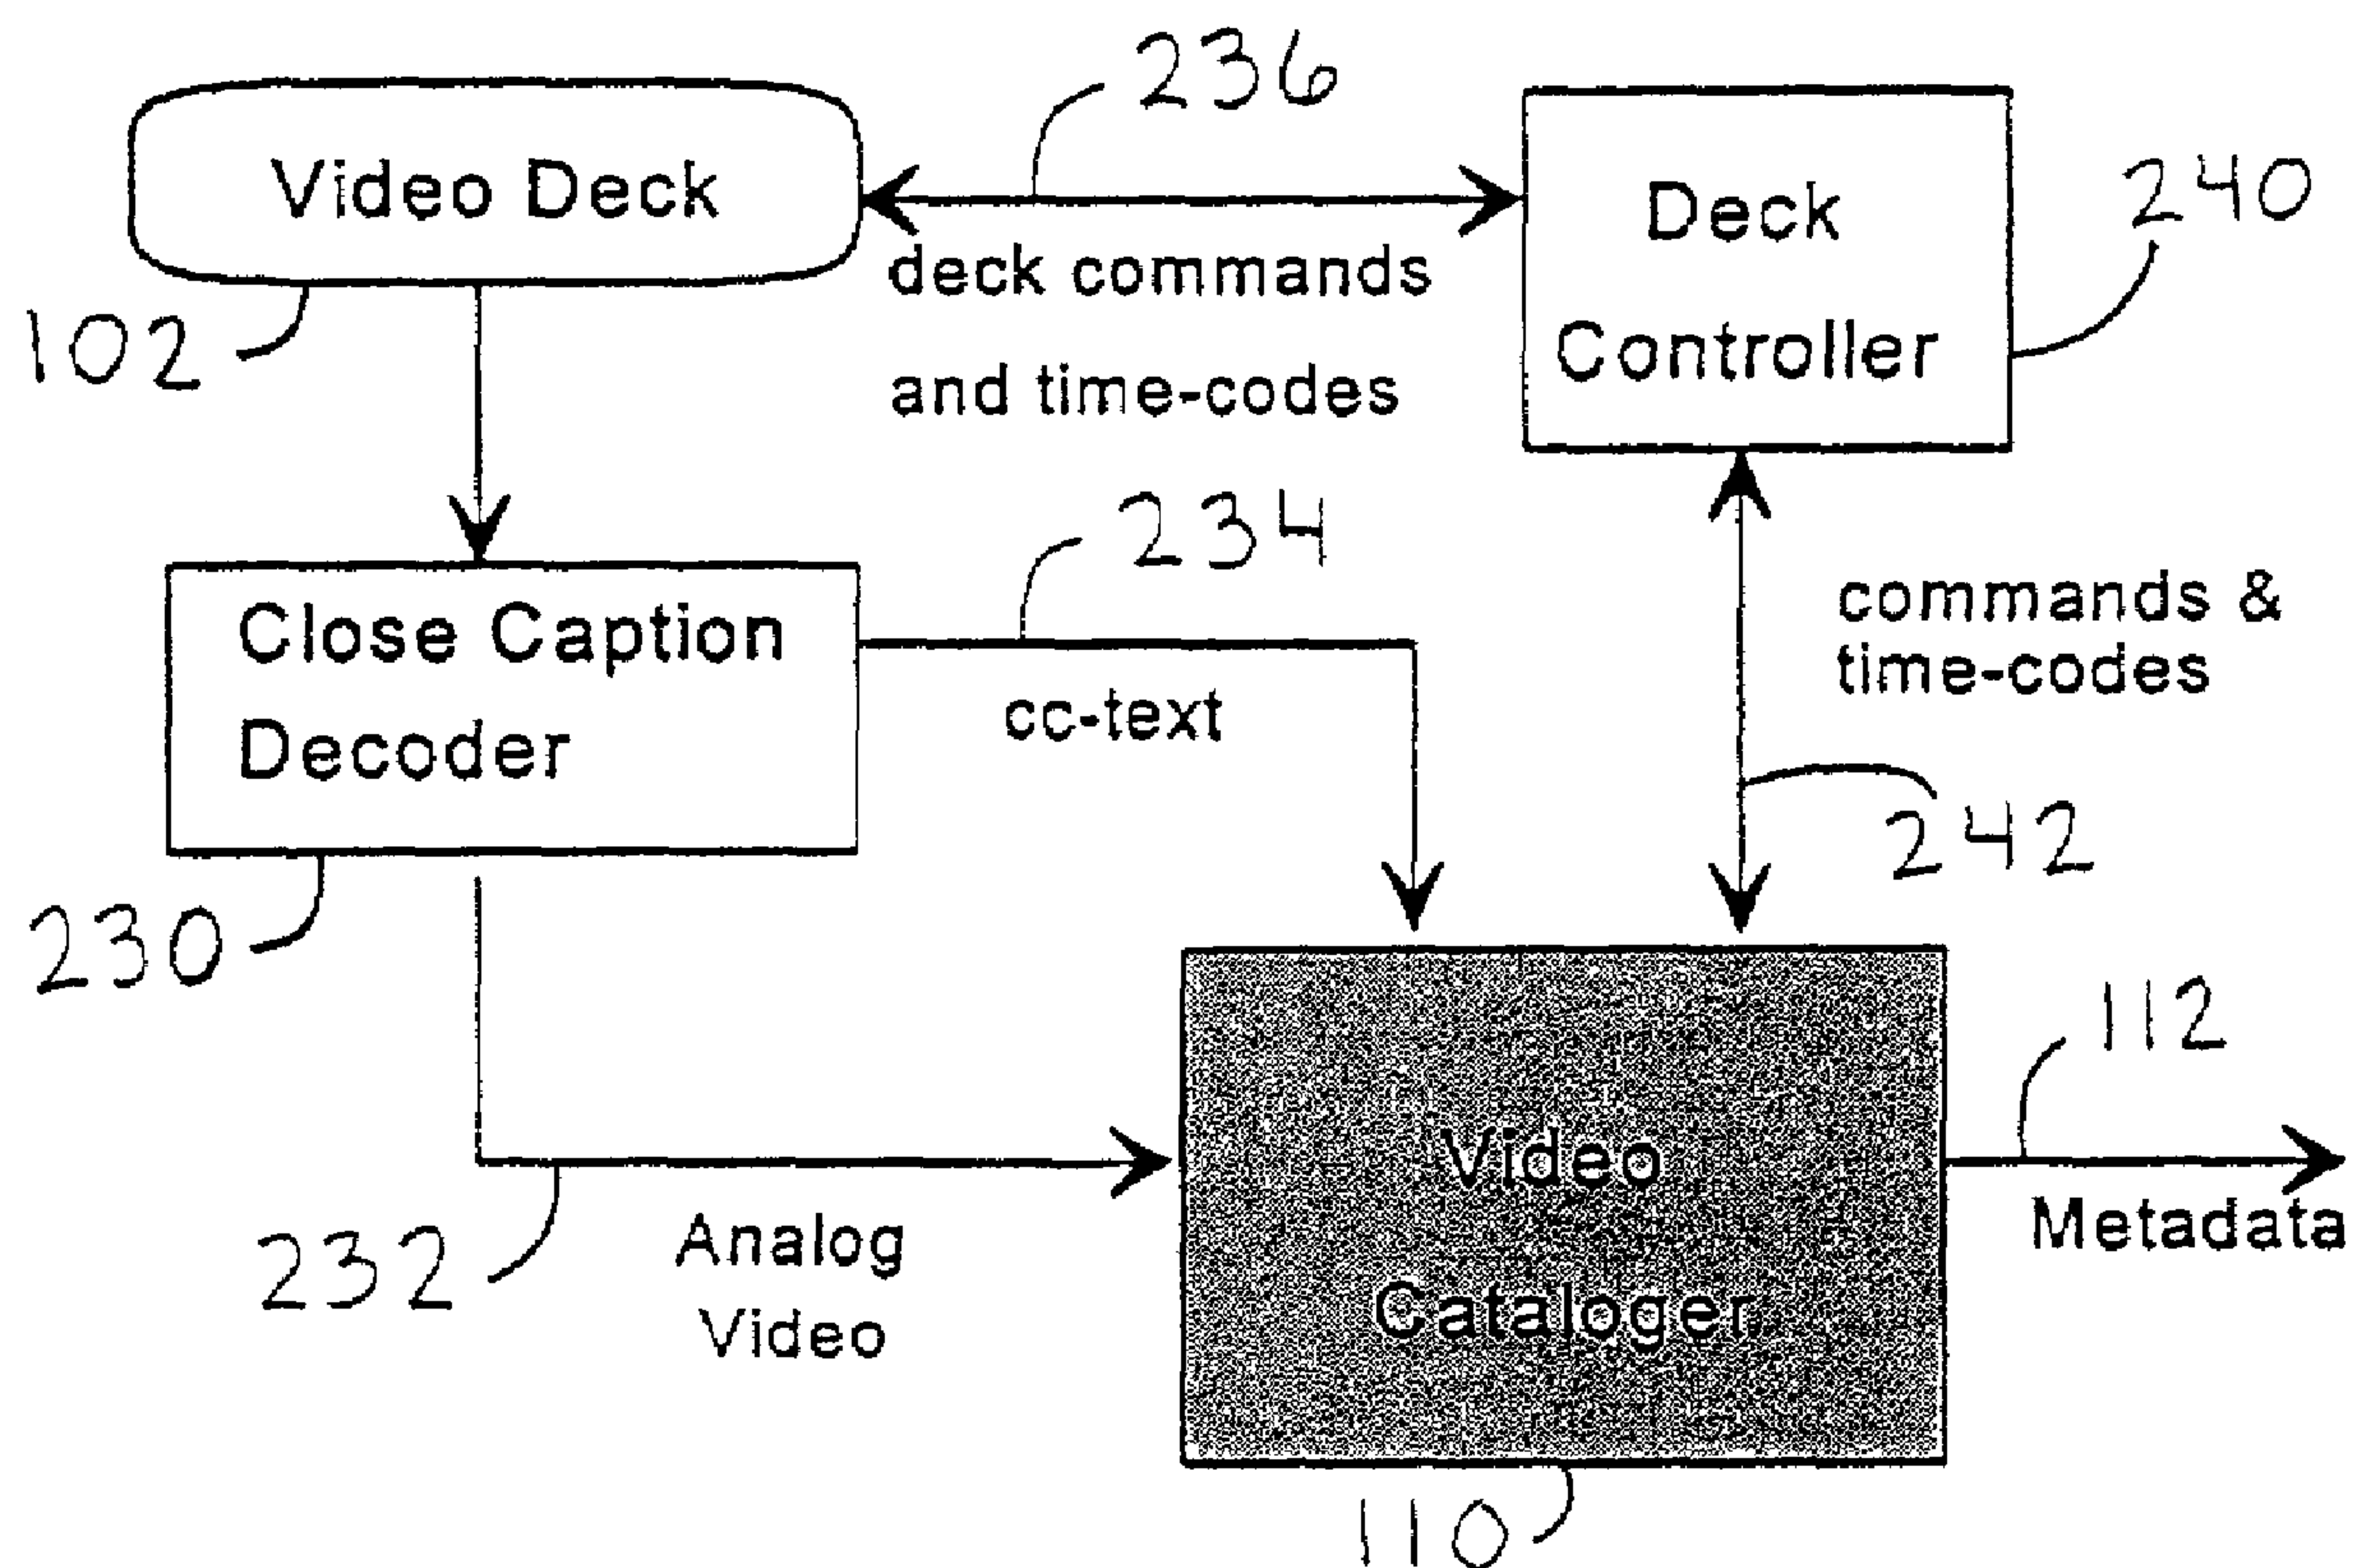 236
Video Deck
Deck
Controller
240
102
deck commands
and time-codes
234
Close Caption
Decoder
cc-text
commands &
time-codes
242
230
112
Video
Cataloger
Metadata
232
Analog
Video
110